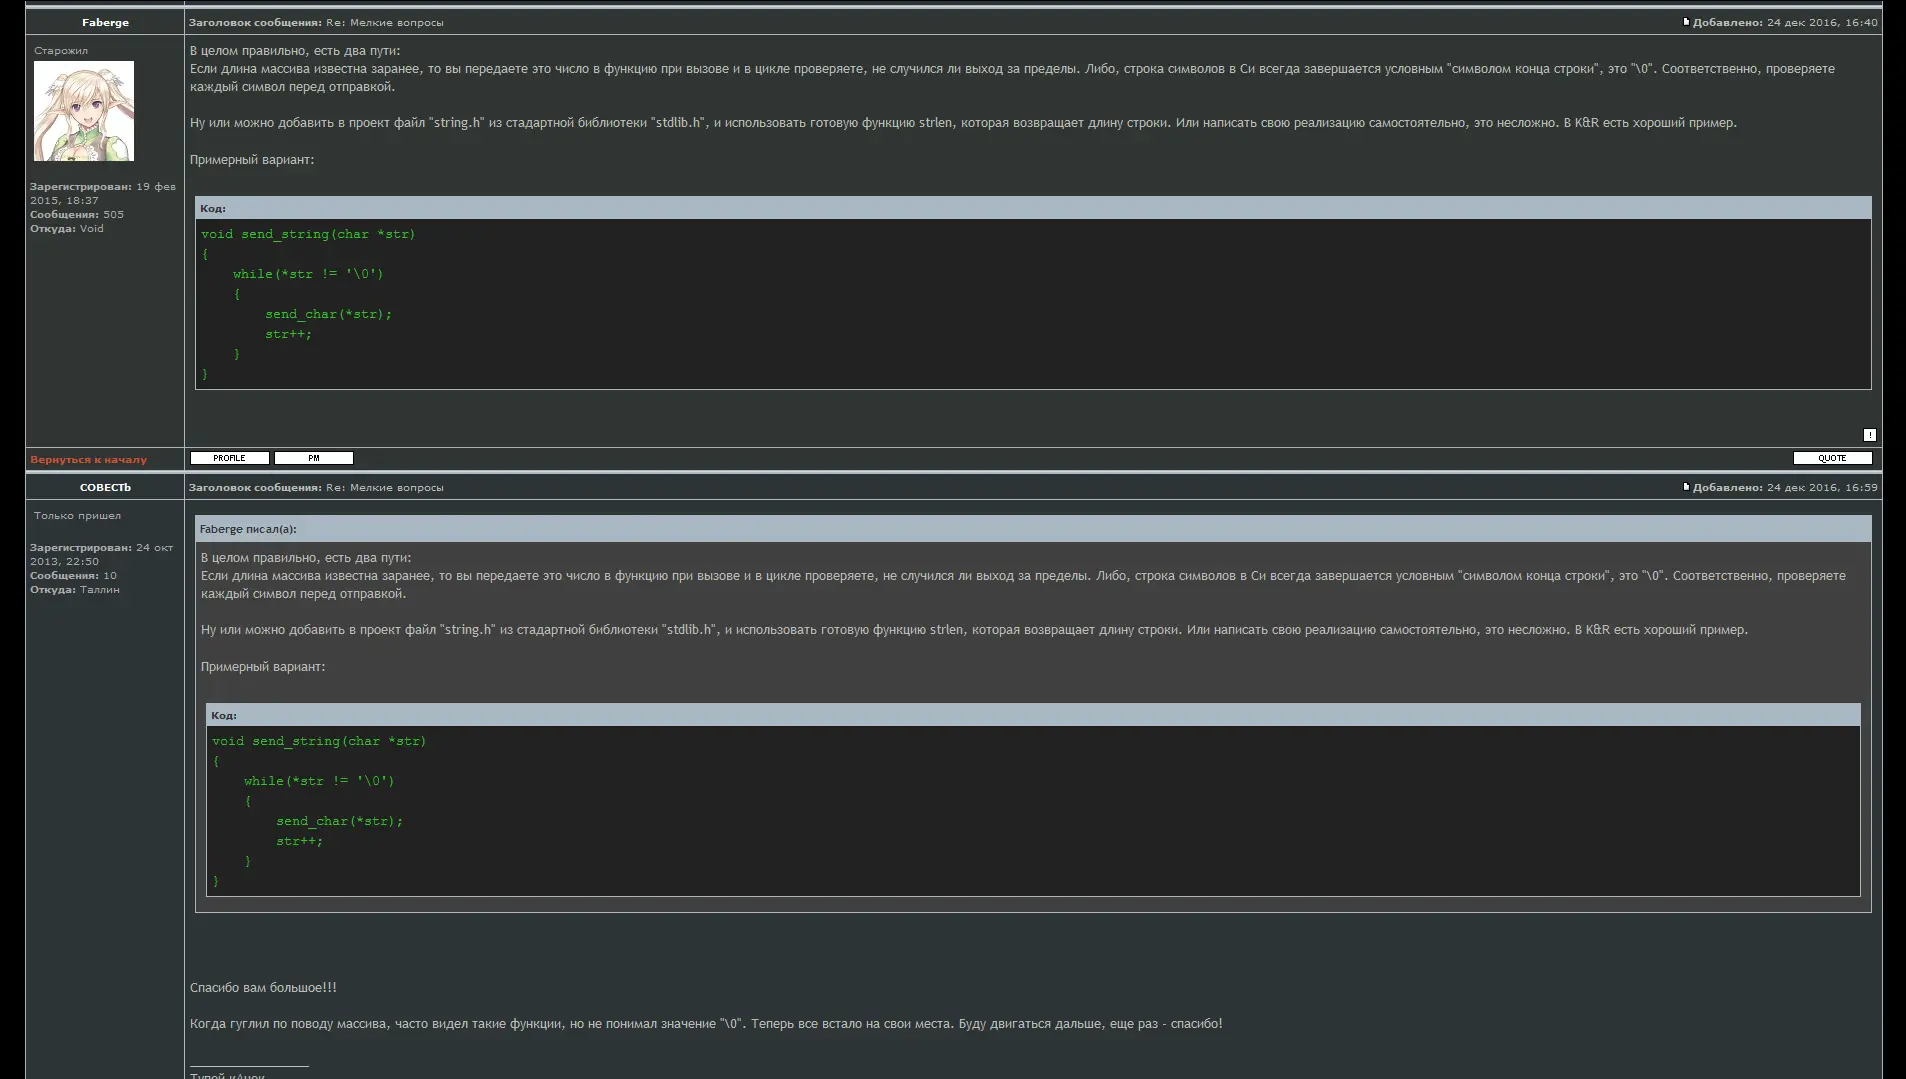 Faberge
Заголовок сообщения: Re: Мелкие вопросы
Добавлено: 24 дек 2016, 16:40
Старожил
Зарегистрирован: 19 фев
2015, 18:37
Сообщения: 505
Откуда: Void
В целом правильно, есть два пути:
Если длина массива известна заранее, то вы передаете это число в функцию при вызове и в цикле проверяете, не случился ли выход за пределы. Либо, строка символов в Си всегда завершается условным "символом конца строки", это "\0". Соответственно, проверяете
каждый символ перед отправкой.
Ну или можно добавить в проект файл "string.h" из стадартной библиотеки "stdlib.h", и использовать готовую функцию strlen, которая возвращает длину строки. Или написать свою реализацию самостоятельно, это несложно. В K&R есть хороший пример.
Примерный вариант:
Код:
void send_string(char *str)
{
    while(*str != '\0')
    {
        send_char(*str);
        str++;
    }
}
!
Вернуться к началу
PROFILE
PM
QUOTE
СОВЕСТЬ
Заголовок сообщения: Re: Мелкие вопросы
Добавлено: 24 дек 2016, 16:59
Только пришел
Зарегистрирован: 24 окт
2013, 22:50
Сообщения: 10
Откуда: Таллин
Faberge писал(а):
В целом правильно, есть два пути:
Если длина массива известна заранее, то вы передаете это число в функцию при вызове и в цикле проверяете, не случился ли выход за пределы. Либо, строка символов в Си всегда завершается условным "символом конца строки", это "\0". Соответственно, проверяете
каждый символ перед отправкой.
Ну или можно добавить в проект файл "string.h" из стадартной библиотеки "stdlib.h", и использовать готовую функцию strlen, которая возвращает длину строки. Или написать свою реализацию самостоятельно, это несложно. В K&R есть хороший пример.
Примерный вариант:
Код:
void send_string(char *str)
{
    while(*str != '\0')
    {
        send_char(*str);
        str++;
    }
}
Спасибо вам большое!!!
Когда гуглил по поводу массива, часто видел такие функции, но не понимал значение "\0". Теперь все встало на свои места. Буду двигаться дальше, еще раз - спасибо!